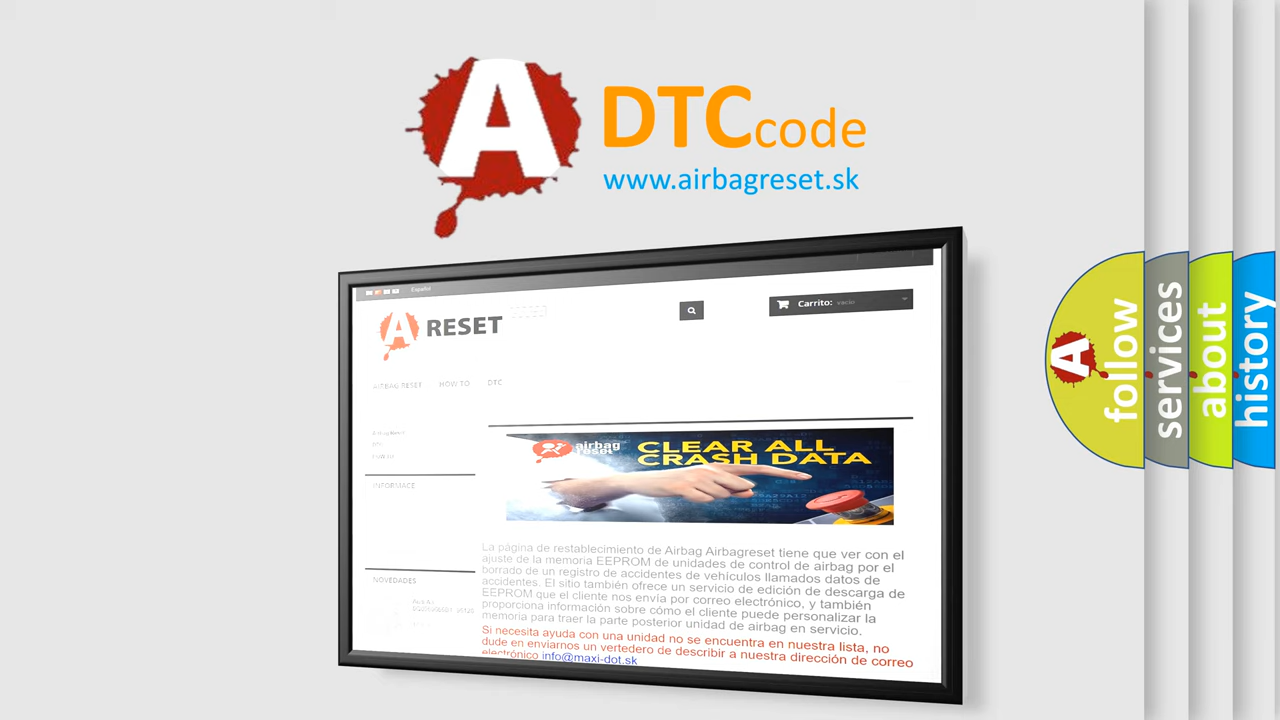 A
DTCcode
www.airbagreset.sk
Español
A RESET
Carrito: vacío
AIRBAG RESET HOW TO DTC
INFORMACE
airbag
reset
CLEAR ALL
CRASH DATA
La página de restablecimiento de Airbag Airbagreset tiene que ver con el
ajuste de la memoria EEPROM de unidades de control de airbag por el
borrado de un registro de accidentes de vehículos llamados datos de
accidentes. El sitio también ofrece un servicio de edición de descarga de
EEPROM que el cliente nos envía por correo electrónico, y también
proporciona información sobre cómo el cliente puede personalizar la
memoria para traer la parte posterior unidad de airbag en servicio.
Si necesita ayuda con una unidad no se encuentra en nuestra lista, no
dude en enviarnos un vertedero de describir a nuestra dirección de correo
electrónico info@maxi-dot.sk
NOVEDADES
A
follow
services
about
history